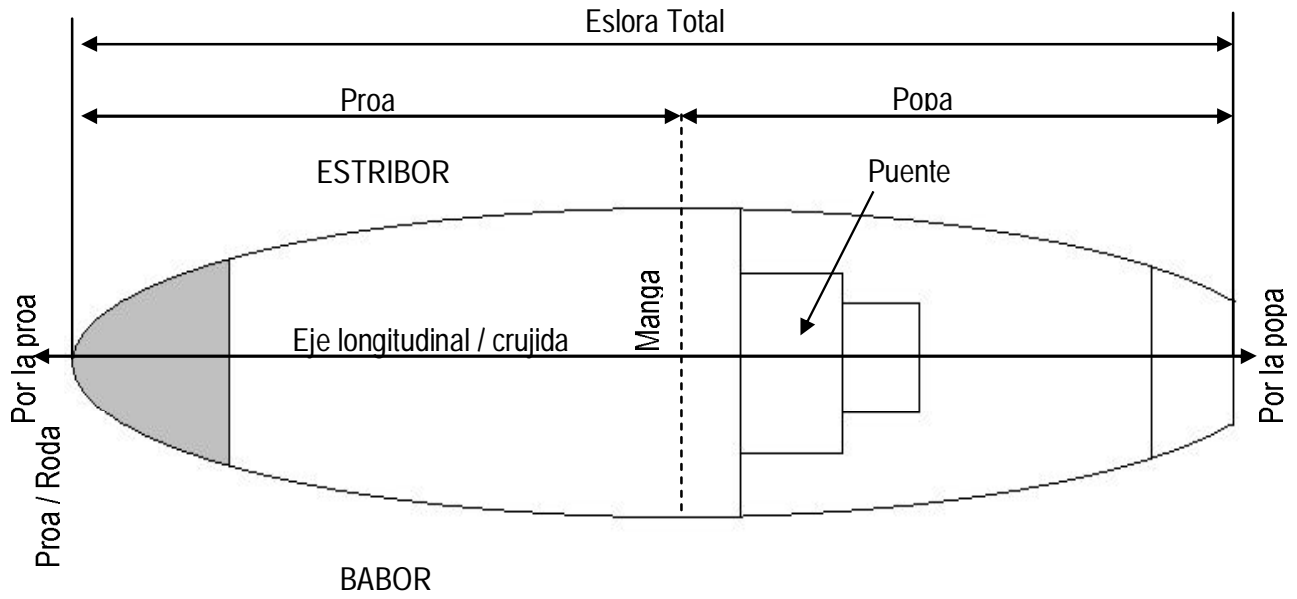 Eslora Total
Proa
Popa
ESTRIBOR
Puente
Manga
Eje longitudinal / crujida
Por la proa
Por la popa
Proa / Roda
BABOR